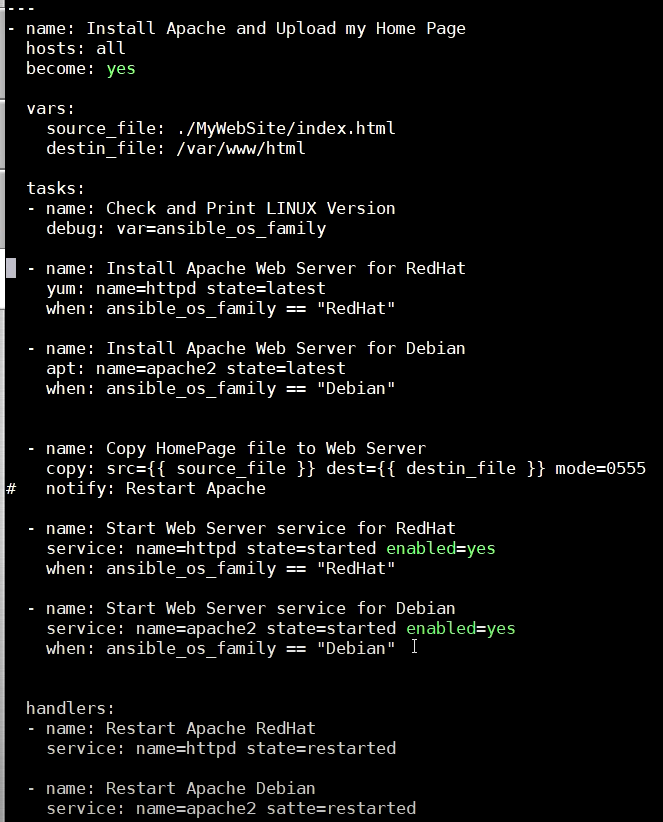 ---
- name: Install Apache and Upload my Home Page
  hosts: all
  become: yes

  vars:
    source_file: ./MyWebSite/index.html
    destin_file: /var/www/html

  tasks:
  - name: Check and Print LINUX Version
    debug: var=ansible_os_family

  - name: Install Apache Web Server for RedHat
    yum: name=httpd state=latest
    when: ansible_os_family == "RedHat"

  - name: Install Apache Web Server for Debian
    apt: name=apache2 state=latest
    when: ansible_os_family == "Debian"


  - name: Copy HomePage file to Web Server
    copy: src={{ source_file }} dest={{ destin_file }} mode=0555
#   notify: Restart Apache

  - name: Start Web Server service for RedHat
    service: name=httpd state=started enabled=yes
    when: ansible_os_family == "RedHat"

  - name: Start Web Server service for Debian
    service: name=apache2 state=started enabled=yes
    when: ansible_os_family == "Debian"


  handlers:
  - name: Restart Apache RedHat
    service: name=httpd state=restarted

  - name: Restart Apache Debian
    service: name=apache2 satte=restarted